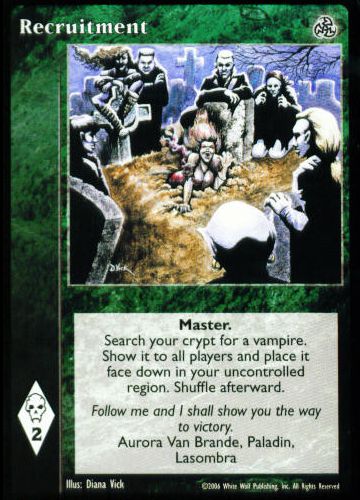 Recruitment
D.Vick
Master.
Search your crypt for a vampire.
Show it to all players and place it
face down in your uncontrolled
region. Shuffle afterward.
Follow me and I shall show you the way
to victory.
Aurora Van Brande, Paladin,
Lasombra
2
Illus: Diana Vick
©2006 White Wolf Publishing, Inc. All Rights Reserved